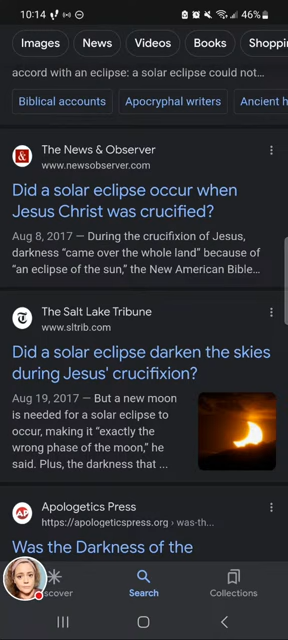 10:14
46%
Images News Videos Books Shoppi
accord with an eclipse: a solar eclipse could not...
Biblical accounts Apocryphal writers Ancient h
The News & Observer
www.newsobserver.com
Did a solar eclipse occur when
Jesus Christ was crucified?
Aug 8, 2017 — During the crucifixion of Jesus,
darkness “came over the whole land” because of
“an eclipse of the sun,” the New American Bible...
The Salt Lake Tribune
www.sltrib.com
Did a solar eclipse darken the skies
during Jesus' crucifixion?
Aug 19, 2017 — But a new moon
is needed for a solar eclipse to
occur, making it “exactly the
wrong phase of the moon,” he
said. Plus, the darkness that ...
AP Apologetics Press
https://apologeticspress.org › was-th...
Was the Darkness of the
iscover Search Collections